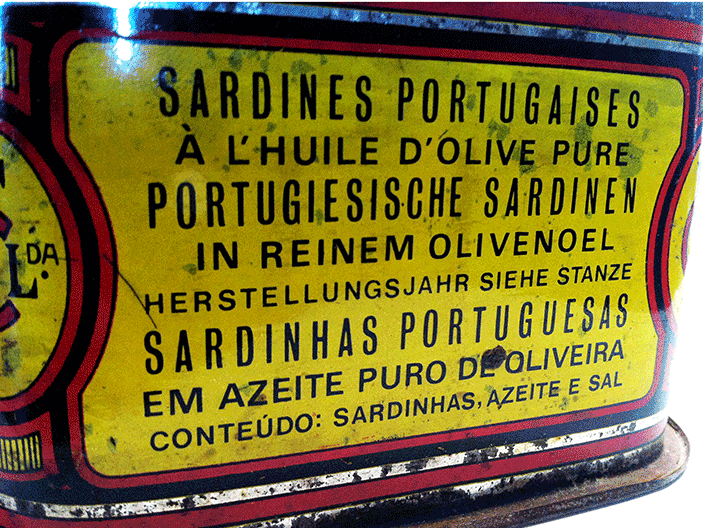 SARDINES PORTUGAISES
À L'HUILE D'OLIVE PURE
PORTUGIESISCHE SARDINEN
IN REINEM OLIVENOEL
HERSTELLUNGSJAHR SIEHE STANZE
SARDINHAS PORTUGUESAS
EM AZEITE PURO DE OLIVEIRA
CONTEÚDO: SARDINHAS, AZEITE E SAL
L.DA